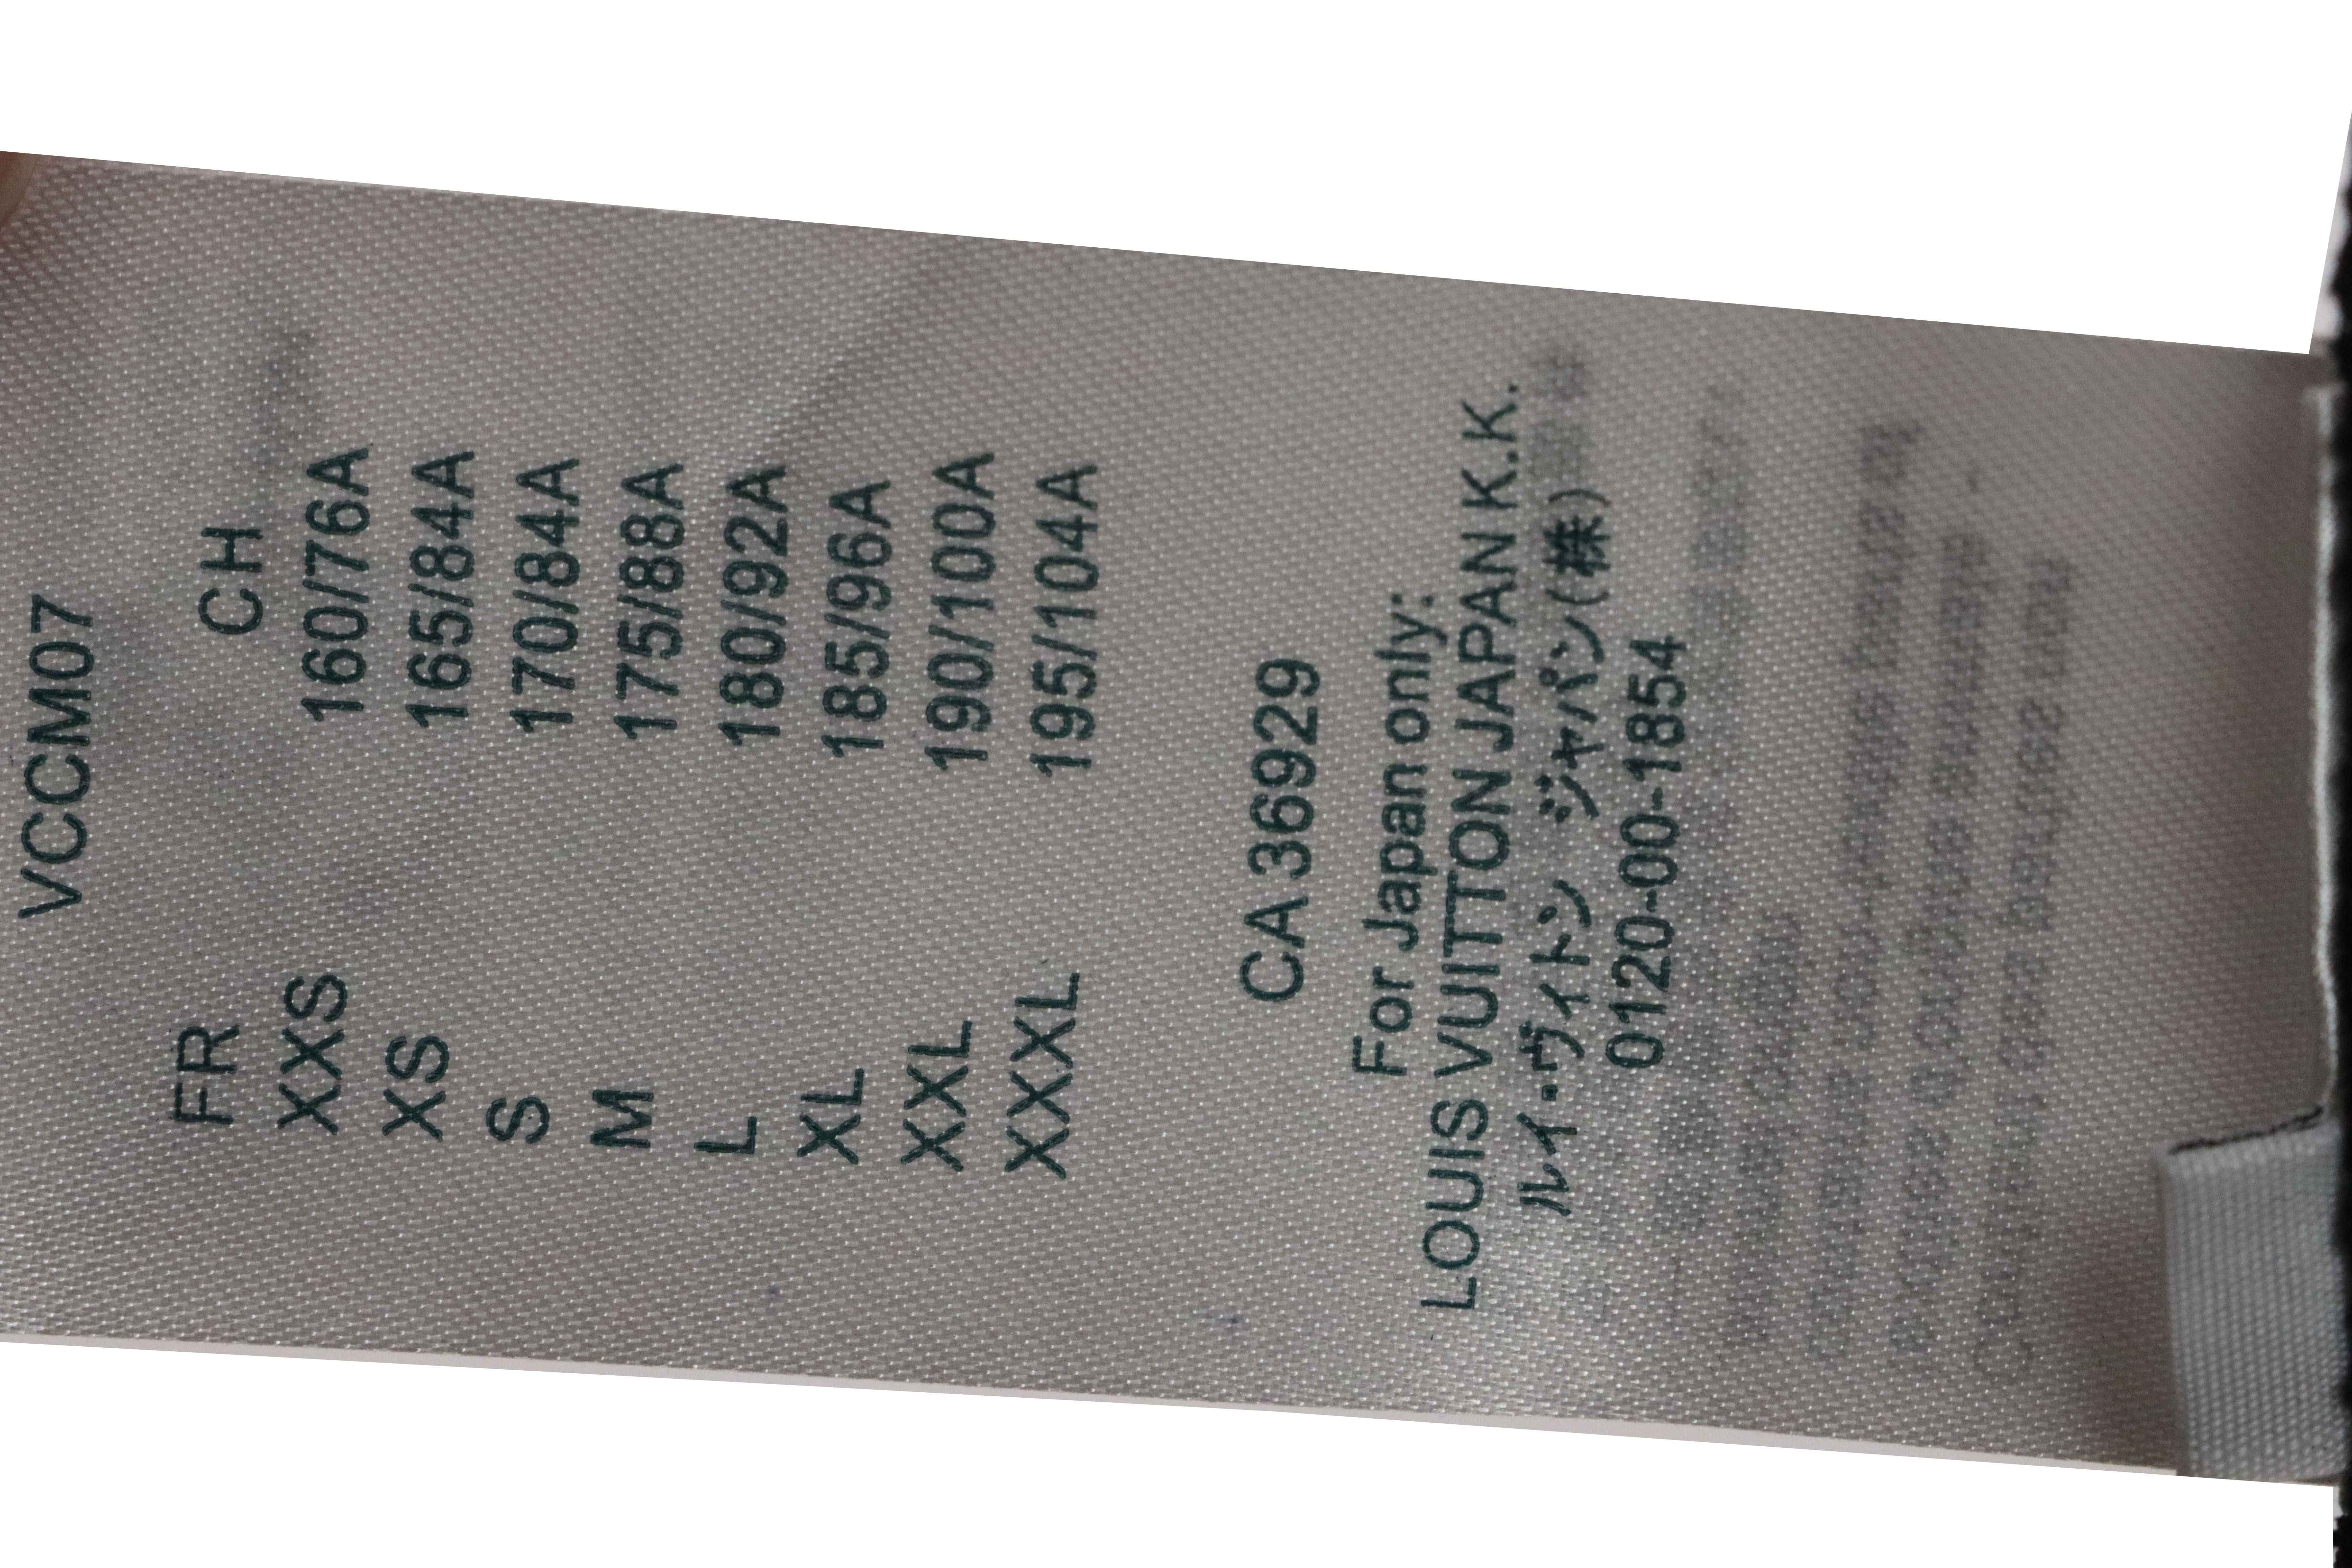 VCCM07
FR CH
XXS 160/76A
XS 165/84A
S 170/84A
M 175/88A
L 180/92A
XL 185/96A
XXL 190/100A
XXXL 195/104A
CA 36929
For Japan only:
LOUIS VUITTON JAPAN K.K.
ルイ・ヴィトン ジャパン(株)
0120-00-1854